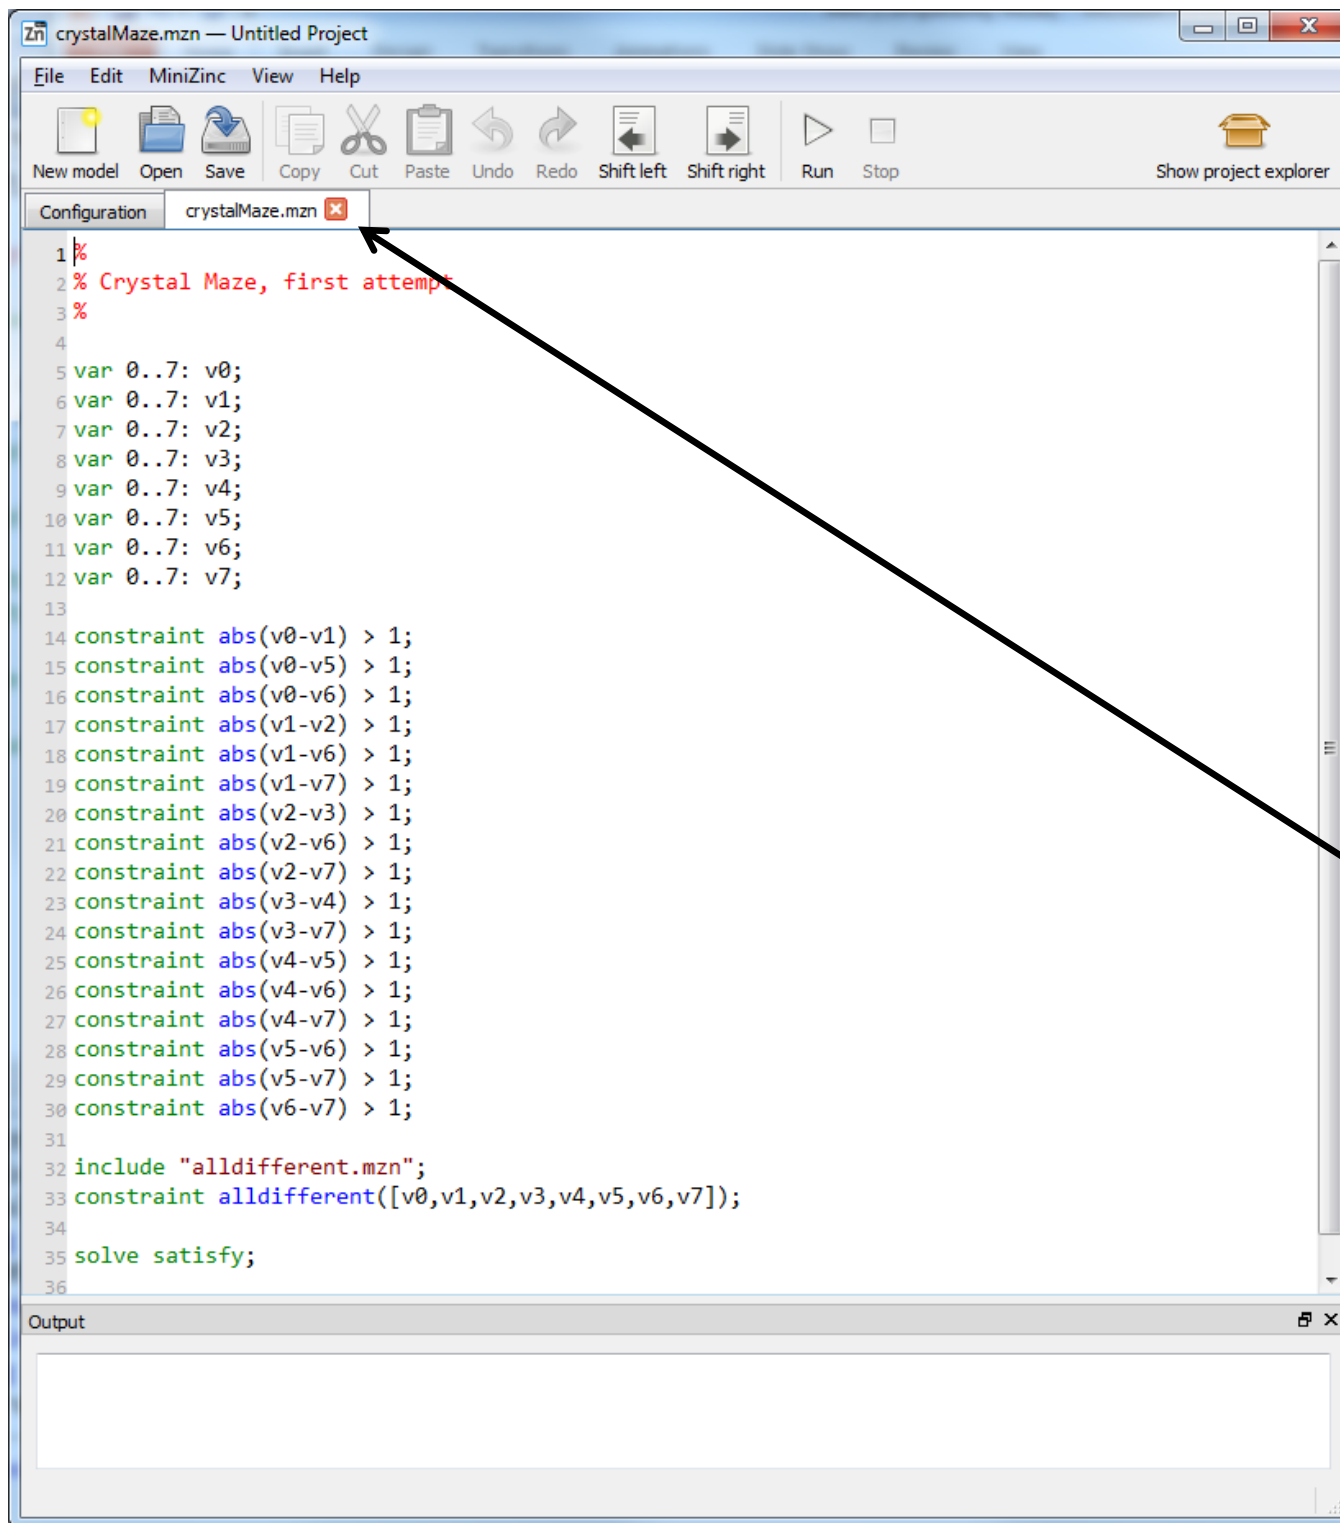 Zn crystalMaze.mzn — Untitled Project
File Edit MiniZinc View Help
New model Open Save Copy Cut Paste Undo Redo Shift left Shift right Run Stop Show project explorer
Configuration crystalMaze.mzn
1 %
2 % Crystal Maze, first attempt
3 %
4
5 var 0..7: v0;
6 var 0..7: v1;
7 var 0..7: v2;
8 var 0..7: v3;
9 var 0..7: v4;
10 var 0..7: v5;
11 var 0..7: v6;
12 var 0..7: v7;
13
14 constraint abs(v0-v1) > 1;
15 constraint abs(v0-v5) > 1;
16 constraint abs(v0-v6) > 1;
17 constraint abs(v1-v2) > 1;
18 constraint abs(v1-v6) > 1;
19 constraint abs(v1-v7) > 1;
20 constraint abs(v2-v3) > 1;
21 constraint abs(v2-v6) > 1;
22 constraint abs(v2-v7) > 1;
23 constraint abs(v3-v4) > 1;
24 constraint abs(v3-v7) > 1;
25 constraint abs(v4-v5) > 1;
26 constraint abs(v4-v6) > 1;
27 constraint abs(v4-v7) > 1;
28 constraint abs(v5-v6) > 1;
29 constraint abs(v5-v7) > 1;
30 constraint abs(v6-v7) > 1;
31
32 include "alldifferent.mzn";
33 constraint alldifferent([v0,v1,v2,v3,v4,v5,v6,v7]);
34
35 solve satisfy;
36
Output